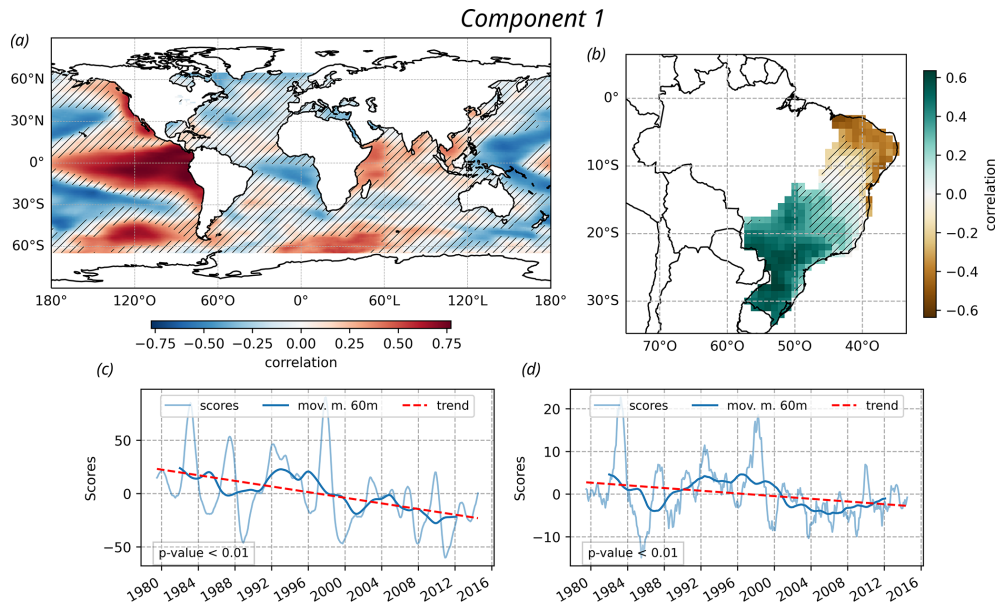 Component 1
(a)
60°N
30°N
0°
30°S
60°S
180° 120°O 60°O 0° 60°L 120°L 180°
−0.75 −0.50 −0.25 0.00 0.25 0.50 0.75
correlation
(b)
0°
10°S
20°S
30°S
70°O 60°O 50°O 40°O
0.6
0.4
0.2
0.0
−0.2
−0.4
−0.6
correlation
(c)
scores mov. m. 60m trend
50
0
−50
Scores
p-value < 0.01
1980 1984 1988 1992 1996 2000 2004 2008 2012 2016
(d)
scores mov. m. 60m trend
20
10
0
−10
Scores
p-value < 0.01
1980 1984 1988 1992 1996 2000 2004 2008 2012 2016